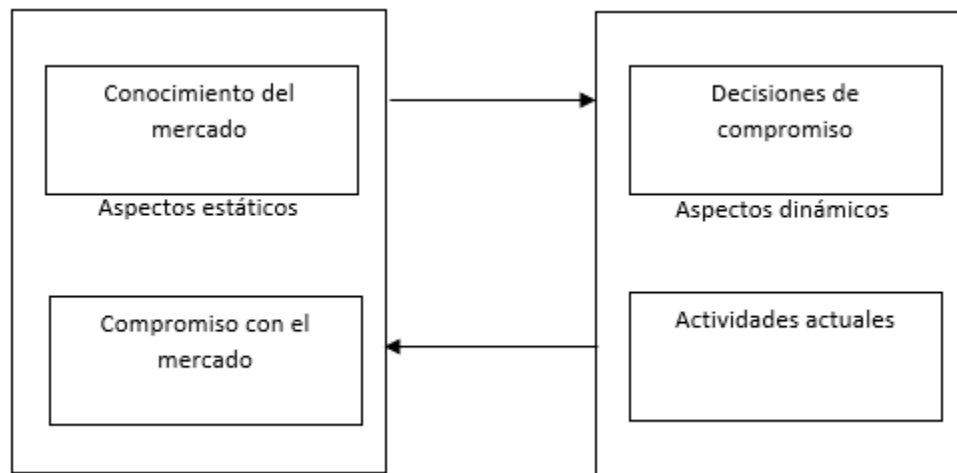 Conocimiento del
mercado
Aspectos estáticos
Compromiso con el
mercado
Decisiones de
compromiso
Aspectos dinámicos
Actividades actuales